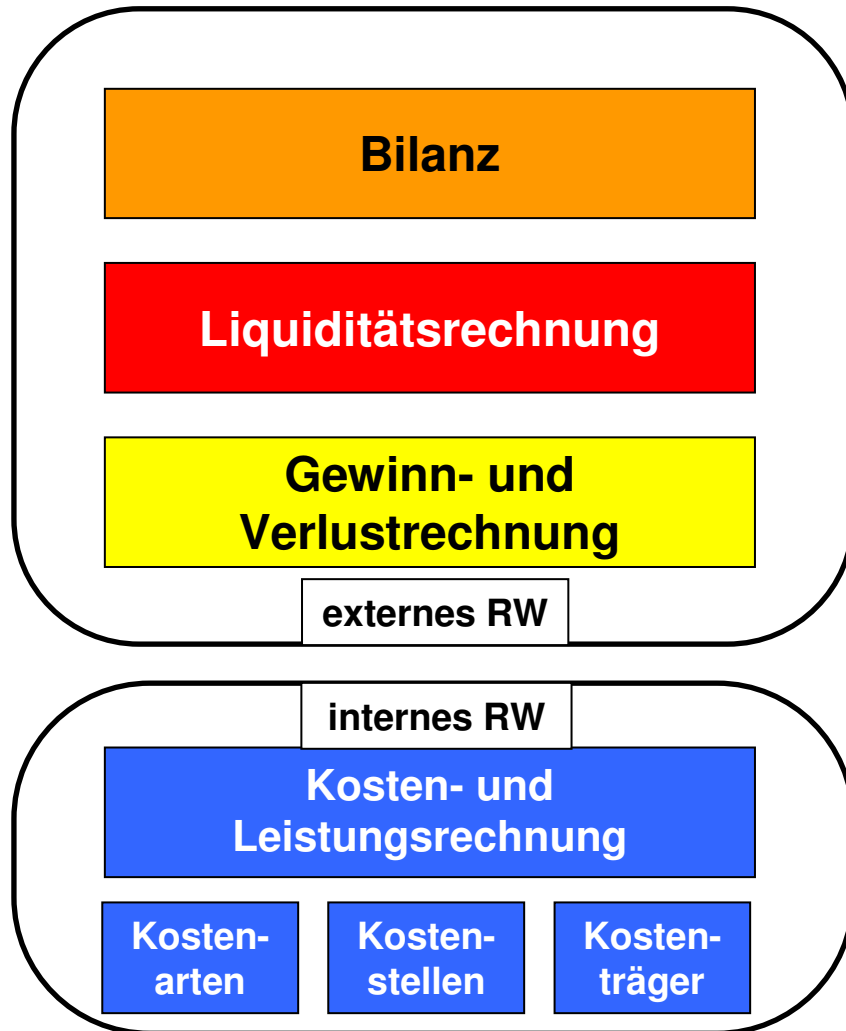 Bilanz
Liquiditätsrechnung
Gewinn- und
Verlustrechnung
externes RW
internes RW
Kosten- und
Leistungsrechnung
Kosten-
arten
Kosten-
stellen
Kosten-
träger